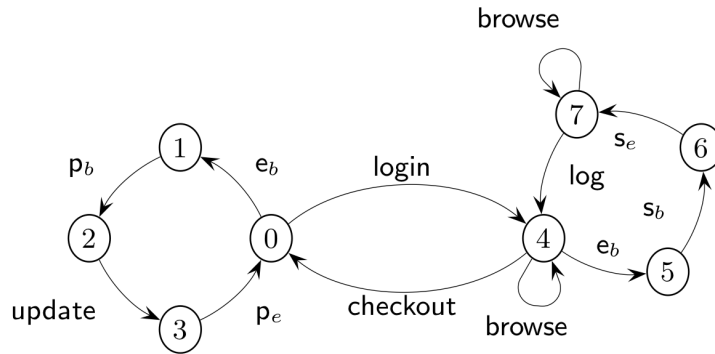 browse
7
1
6
p_b
e_b
login
s_e
log
2
0
4
s_b
e_b
5
update
3
p_e
checkout
browse